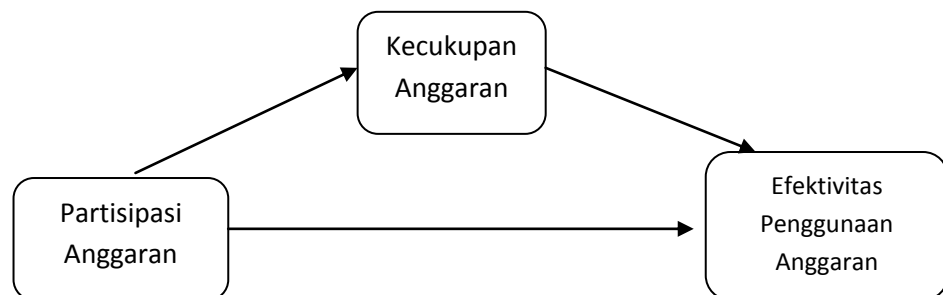 Kecukupan
Anggaran
Partisipasi
Anggaran
Efektivitas
Penggunaan
Anggaran